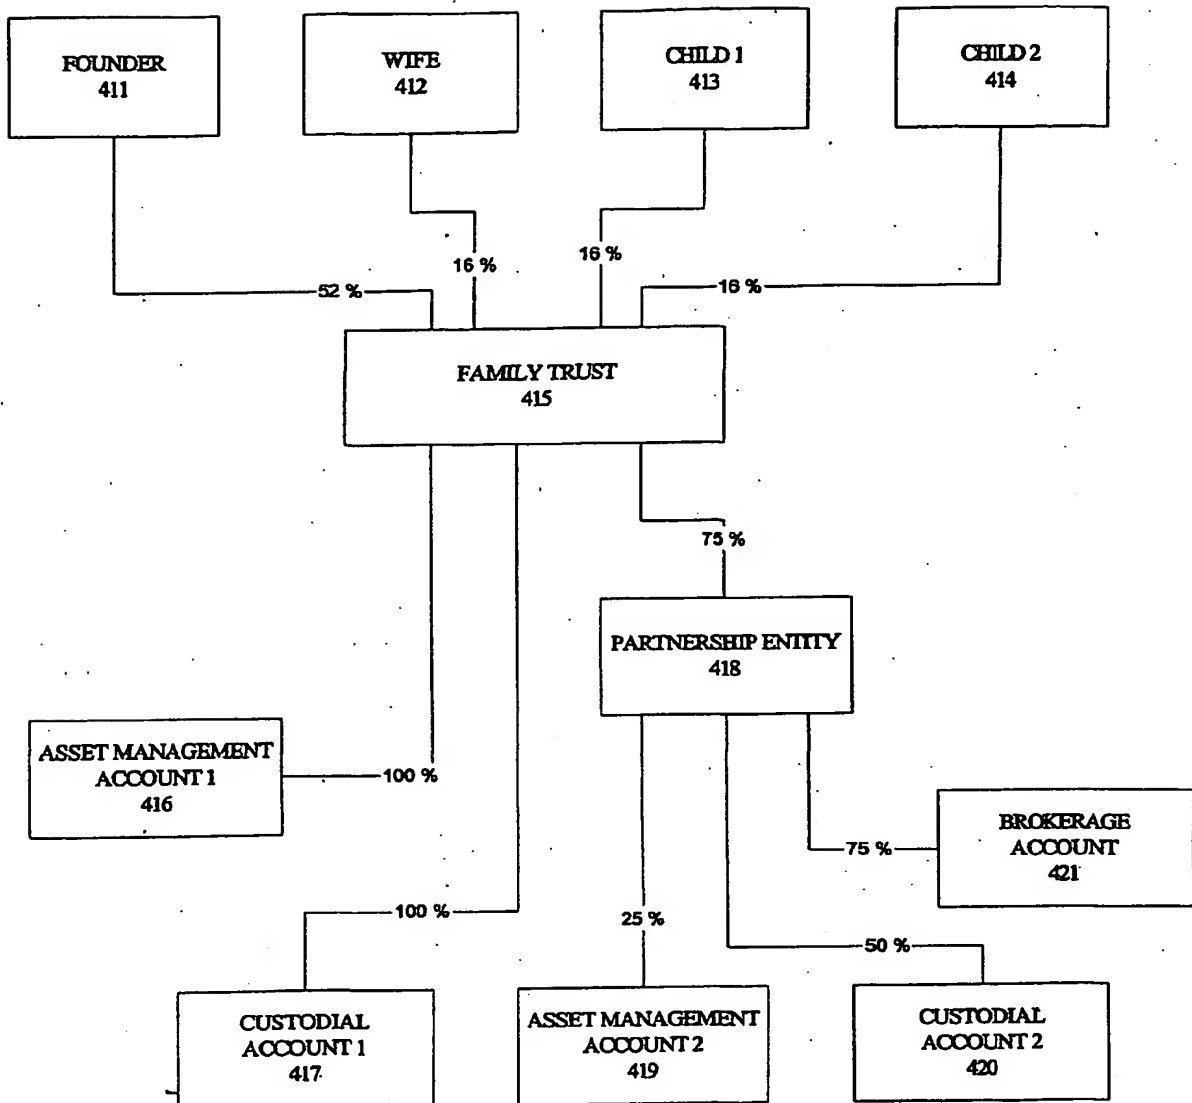 FOUNDER
411
WIFE
412
CHILD 1
413
CHILD 2
414
16 %
16 %
52 %
16 %
FAMILY TRUST
415
75 %
PARTNERSHIP ENTITY
418
ASSET MANAGEMENT
ACCOUNT 1
416
100 %
BROKERAGE
ACCOUNT
421
75 %
100 %
25 %
50 %
CUSTODIAL
ACCOUNT 1
417
ASSET MANAGEMENT
ACCOUNT 2
419
CUSTODIAL
ACCOUNT 2
420